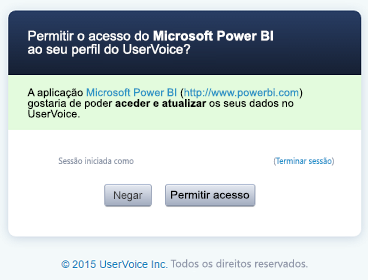 Permitir o acesso do Microsoft Power BI
ao seu perfil do UserVoice?
A aplicação Microsoft Power BI (http://www.powerbi.com)
gostaria de poder aceder e atualizar os seus dados no
UserVoice.
Sessão iniciada como (Terminar sessão)
Negar Permitir acesso
© 2015 UserVoice Inc. Todos os direitos reservados.